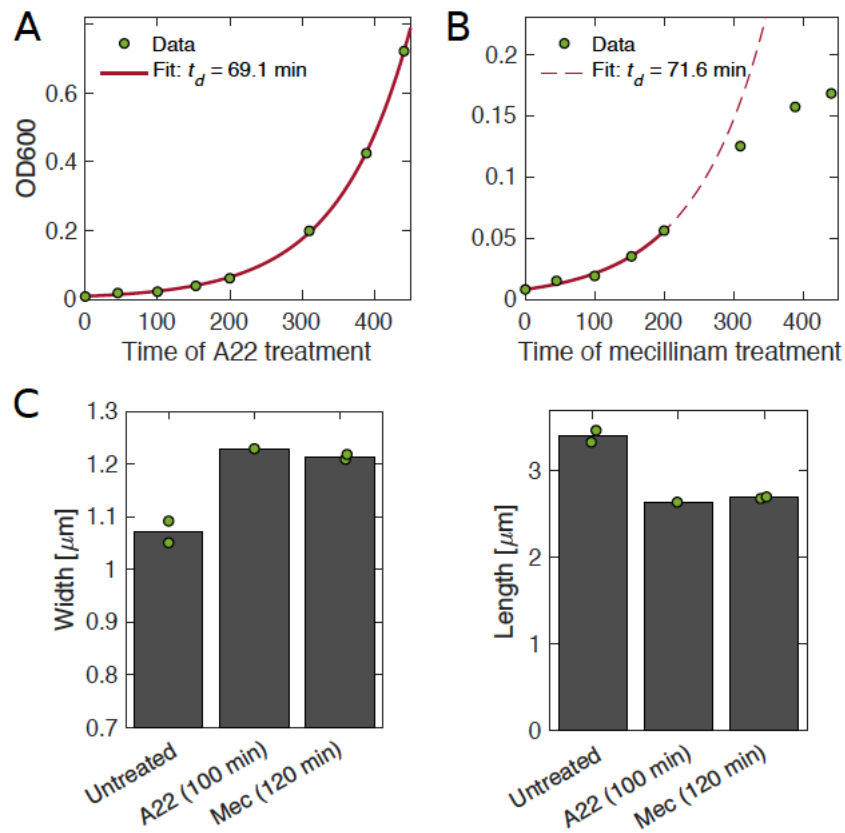 A
Data
Fit: t_d = 69.1 min
OD600
0.6
0.4
0.2
0
0 100 200 300 400
Time of A22 treatment
B
Data
Fit: t_d = 71.6 min
0.2
0.15
0.1
0.05
0
0 100 200 300 400
Time of mecillinam treatment
C
Width [μm]
1.3
1.2
1.1
1
0.9
0.8
0.7
Untreated
A22 (100 min)
Mec (120 min)
Length [μm]
3
2
1
0
Untreated
A22 (100 min)
Mec (120 min)